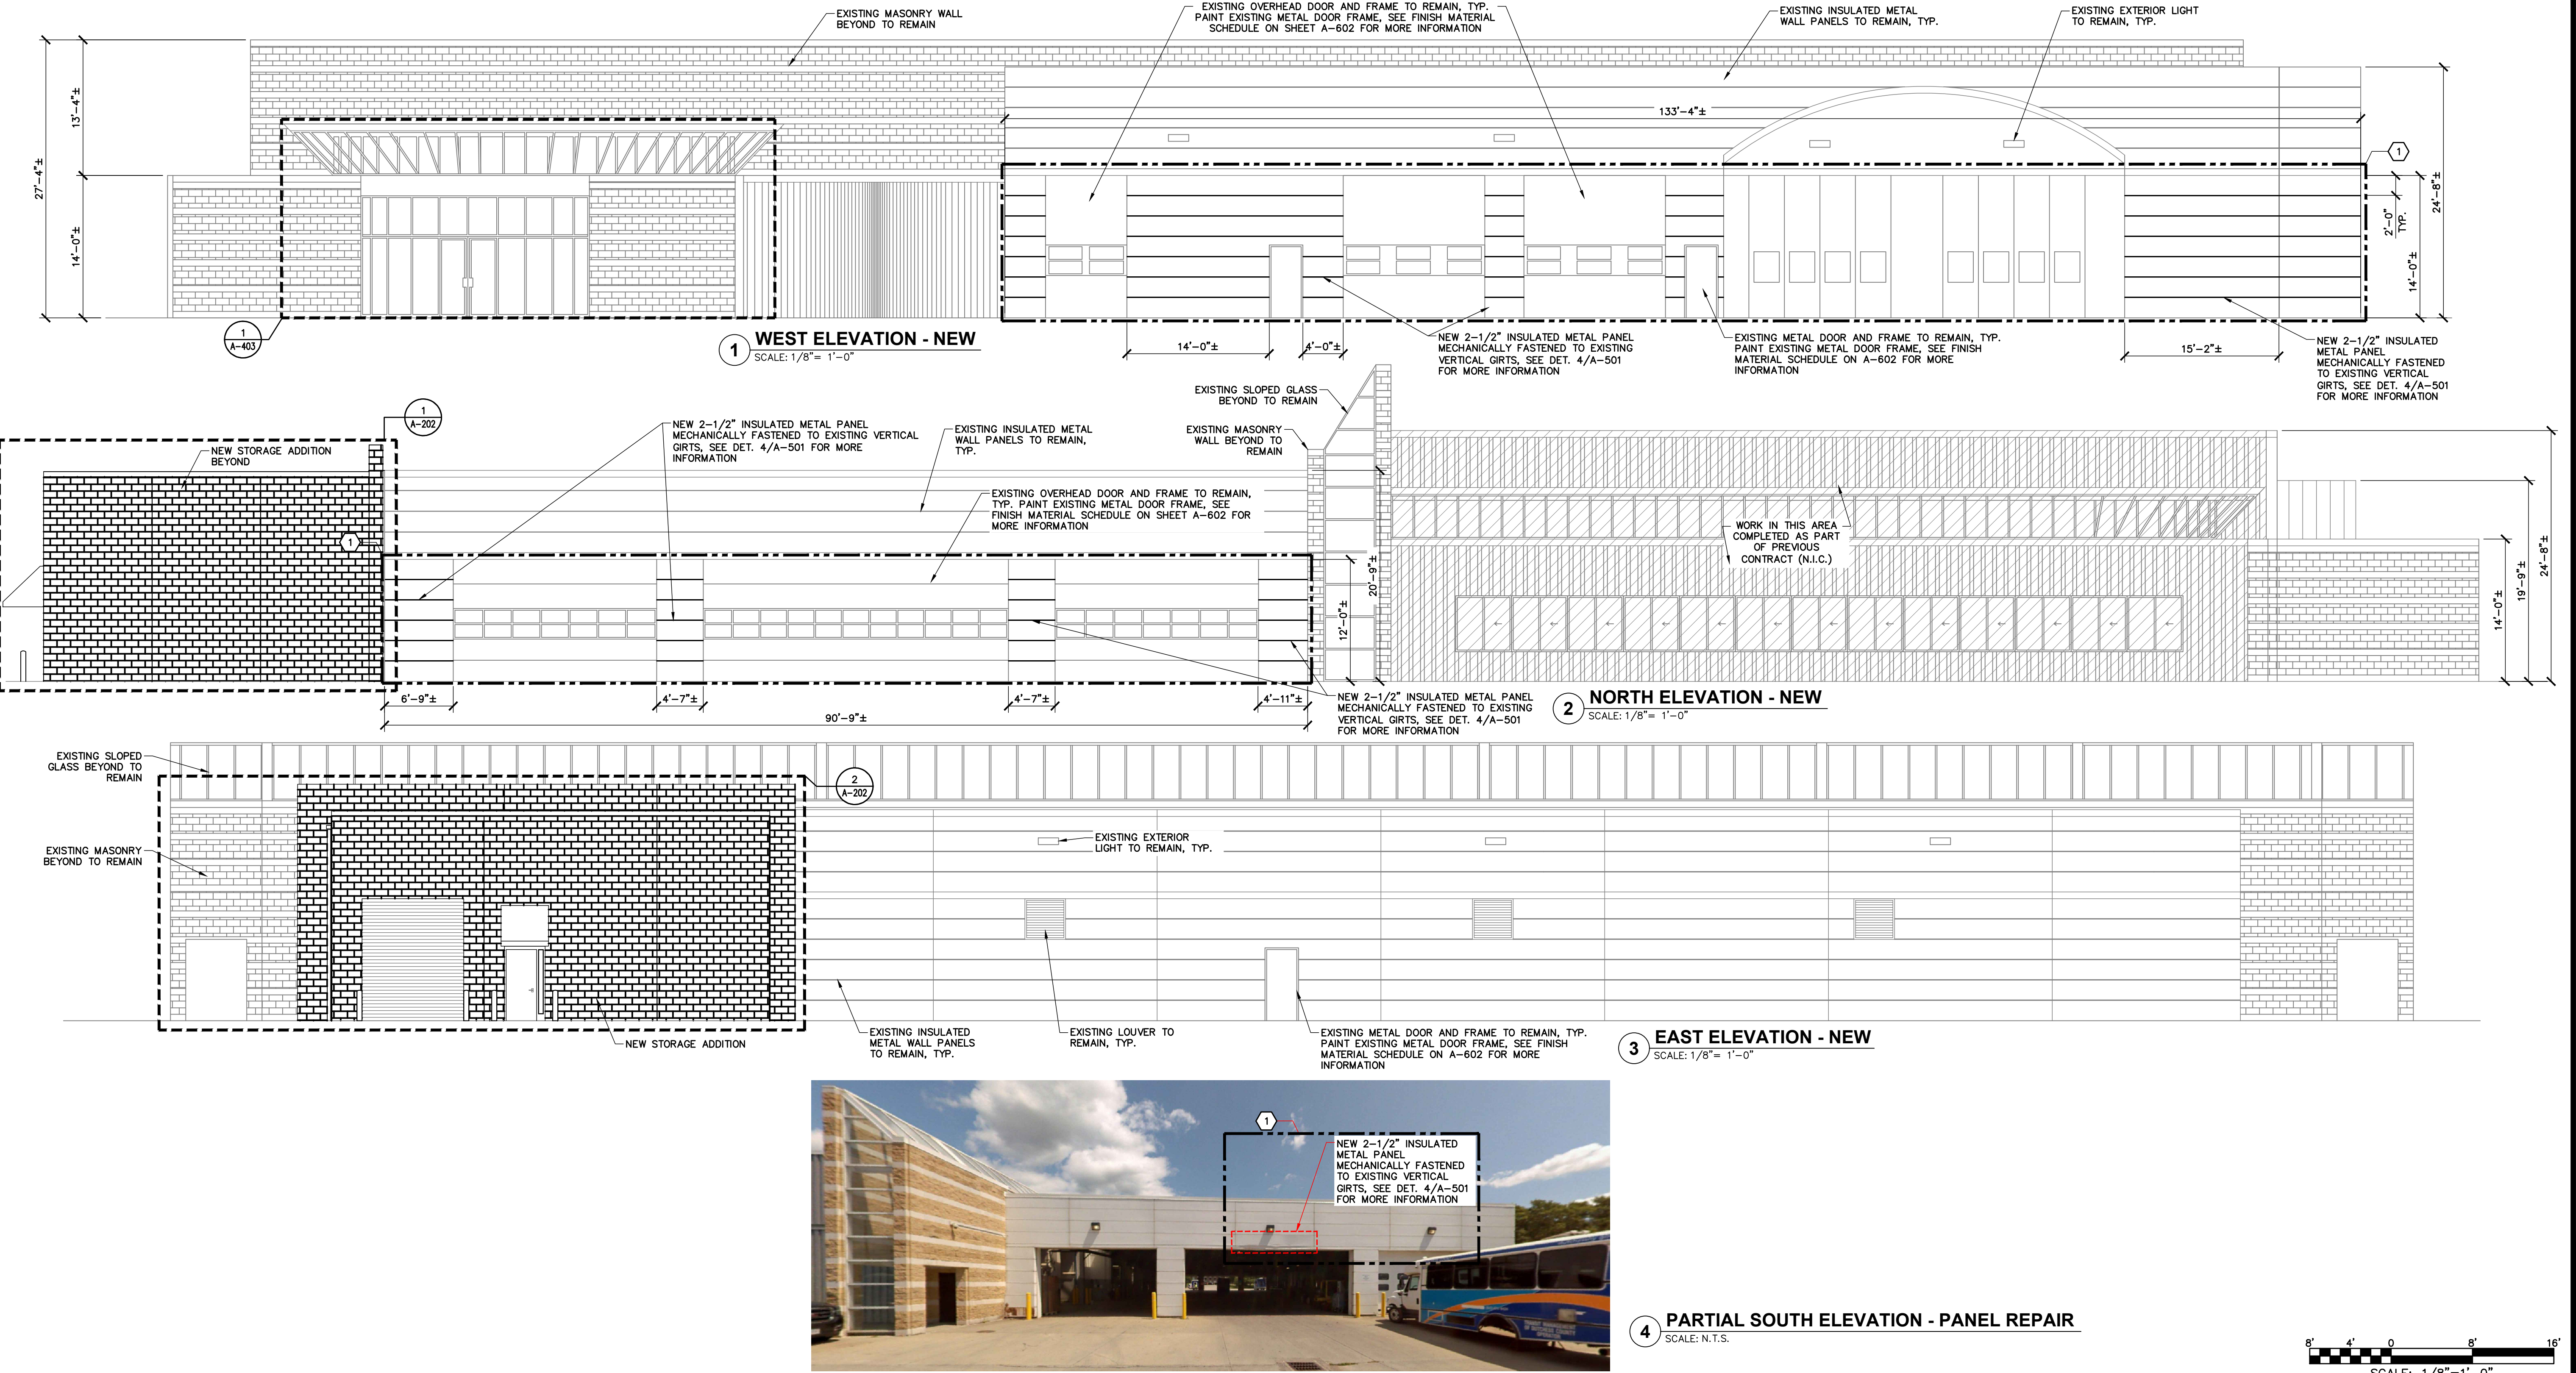 EXISTING MASONRY WALL
BEYOND TO REMAIN
EXISTING OVERHEAD DOOR AND FRAME TO REMAIN, TYP.
PAINT EXISTING METAL DOOR FRAME, SEE FINISH MATERIAL
SCHEDULE ON SHEET A-602 FOR MORE INFORMATION
EXISTING INSULATED METAL
WALL PANELS TO REMAIN, TYP.
EXISTING EXTERIOR LIGHT
TO REMAIN, TYP.
27'-4"±
13'-4"±
14'-0"±
133'-4"±
1
24'-8"±
2'-0"
TYP.
14'-0"±
1
A-403
1
WEST ELEVATION - NEW
SCALE: 1/8"= 1'-0"
14'-0"±
4'-0"±
NEW 2-1/2" INSULATED METAL PANEL
MECHANICALLY FASTENED TO EXISTING
VERTICAL GIRTS, SEE DET. 4/A-501
FOR MORE INFORMATION
EXISTING METAL DOOR AND FRAME TO REMAIN, TYP.
PAINT EXISTING METAL DOOR FRAME, SEE FINISH
MATERIAL SCHEDULE ON A-602 FOR MORE
INFORMATION
15'-2"±
NEW 2-1/2" INSULATED
METAL PANEL
MECHANICALLY FASTENED
TO EXISTING VERTICAL
GIRTS, SEE DET. 4/A-501
FOR MORE INFORMATION
1
A-202
NEW STORAGE ADDITION
BEYOND
NEW 2-1/2" INSULATED METAL PANEL
MECHANICALLY FASTENED TO EXISTING VERTICAL
GIRTS, SEE DET. 4/A-501 FOR MORE
INFORMATION
EXISTING INSULATED METAL
WALL PANELS TO REMAIN,
TYP.
EXISTING SLOPED GLASS
BEYOND TO REMAIN
EXISTING MASONRY
WALL BEYOND TO
REMAIN
EXISTING OVERHEAD DOOR AND FRAME TO REMAIN,
TYP. PAINT EXISTING METAL DOOR FRAME, SEE
FINISH MATERIAL SCHEDULE ON SHEET A-602 FOR
MORE INFORMATION
1
WORK IN THIS AREA
COMPLETED AS PART
OF PREVIOUS
CONTRACT (N.I.C.)
12'-0"±
20'-9"±
14'-0"±
19'-9"±
24'-8"±
6'-9"±
4'-7"±
4'-7"±
4'-11"±
90'-9"±
NEW 2-1/2" INSULATED METAL PANEL
MECHANICALLY FASTENED TO EXISTING
VERTICAL GIRTS, SEE DET. 4/A-501
FOR MORE INFORMATION
2
NORTH ELEVATION - NEW
SCALE: 1/8"= 1'-0"
EXISTING SLOPED
GLASS BEYOND TO
REMAIN
2
A-202
EXISTING MASONRY
BEYOND TO REMAIN
EXISTING EXTERIOR
LIGHT TO REMAIN, TYP.
NEW STORAGE ADDITION
EXISTING INSULATED
METAL WALL PANELS
TO REMAIN, TYP.
EXISTING LOUVER TO
REMAIN, TYP.
EXISTING METAL DOOR AND FRAME TO REMAIN, TYP.
PAINT EXISTING METAL DOOR FRAME, SEE FINISH
MATERIAL SCHEDULE ON A-602 FOR MORE
INFORMATION
3
EAST ELEVATION - NEW
SCALE: 1/8"= 1'-0"
1
NEW 2-1/2" INSULATED
METAL PANEL
MECHANICALLY FASTENED
TO EXISTING VERTICAL
GIRTS, SEE DET. 4/A-501
FOR MORE INFORMATION
4
PARTIAL SOUTH ELEVATION - PANEL REPAIR
SCALE: N.T.S.
8' 4' 0 8' 16'
SCALE: 1/8"=1'-0"